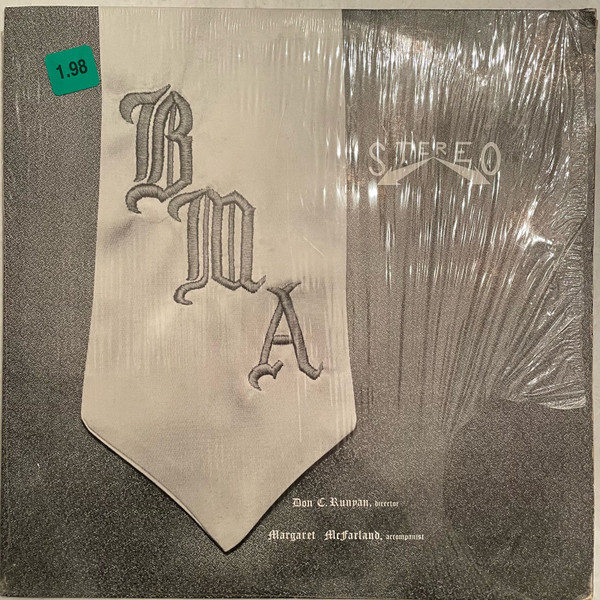 1.98
B
M
A
STEREO
Don C. Runyan, director
Margaret McFarland, accompanist